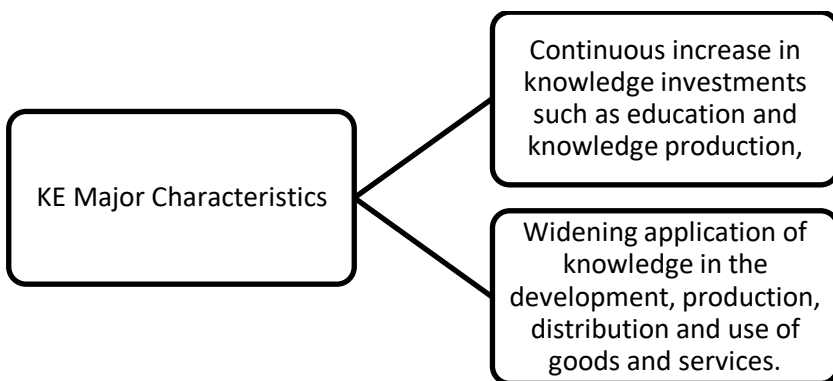 KE Major Characteristics
Continuous increase in
knowledge investments
such as education and
knowledge production,
Widening application of
knowledge in the
development, production,
distribution and use of
goods and services.